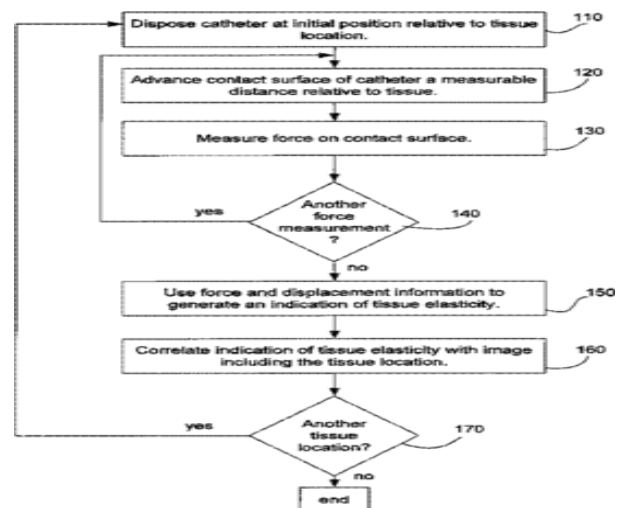 Dispose catheter at initial position relative to tissue
location.
110
Advance contact surface of catheter a measurable
distance relative to tissue.
120
Measure force on contact surface.
130
Another
force
measurement
?
140
yes
no
Use force and displacement information to
generate an indication of tissue elasticity.
150
Correlate indication of tissue elasticity with image
including the tissue location.
160
Another
tissue
location?
170
yes
no
end